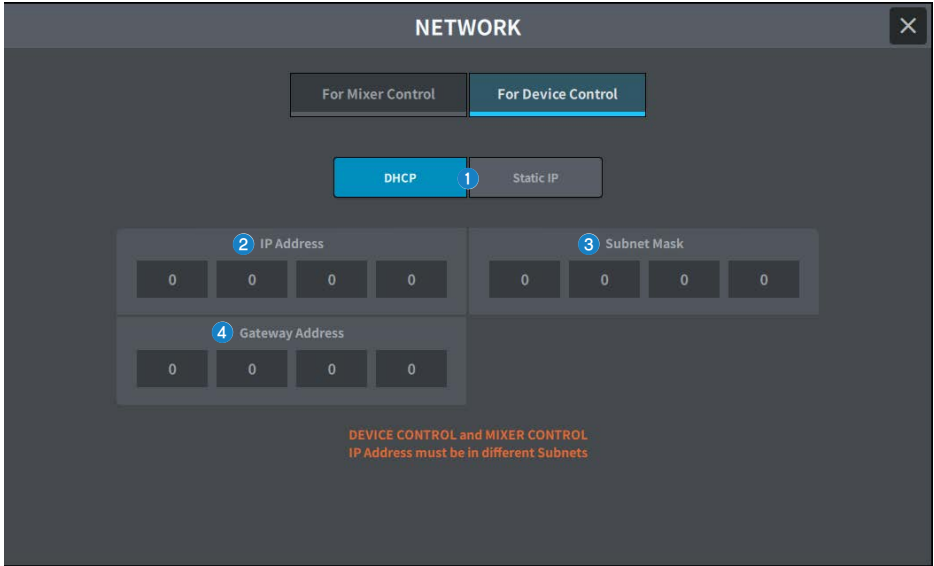 NETWORK
For Mixer Control For Device Control
DHCP 1 Static IP
2 IP Address 3 Subnet Mask
0 0 0 0 0 0 0 0
4 Gateway Address
0 0 0 0
DEVICE CONTROL and MIXER CONTROL
IP Address must be in different Subnets